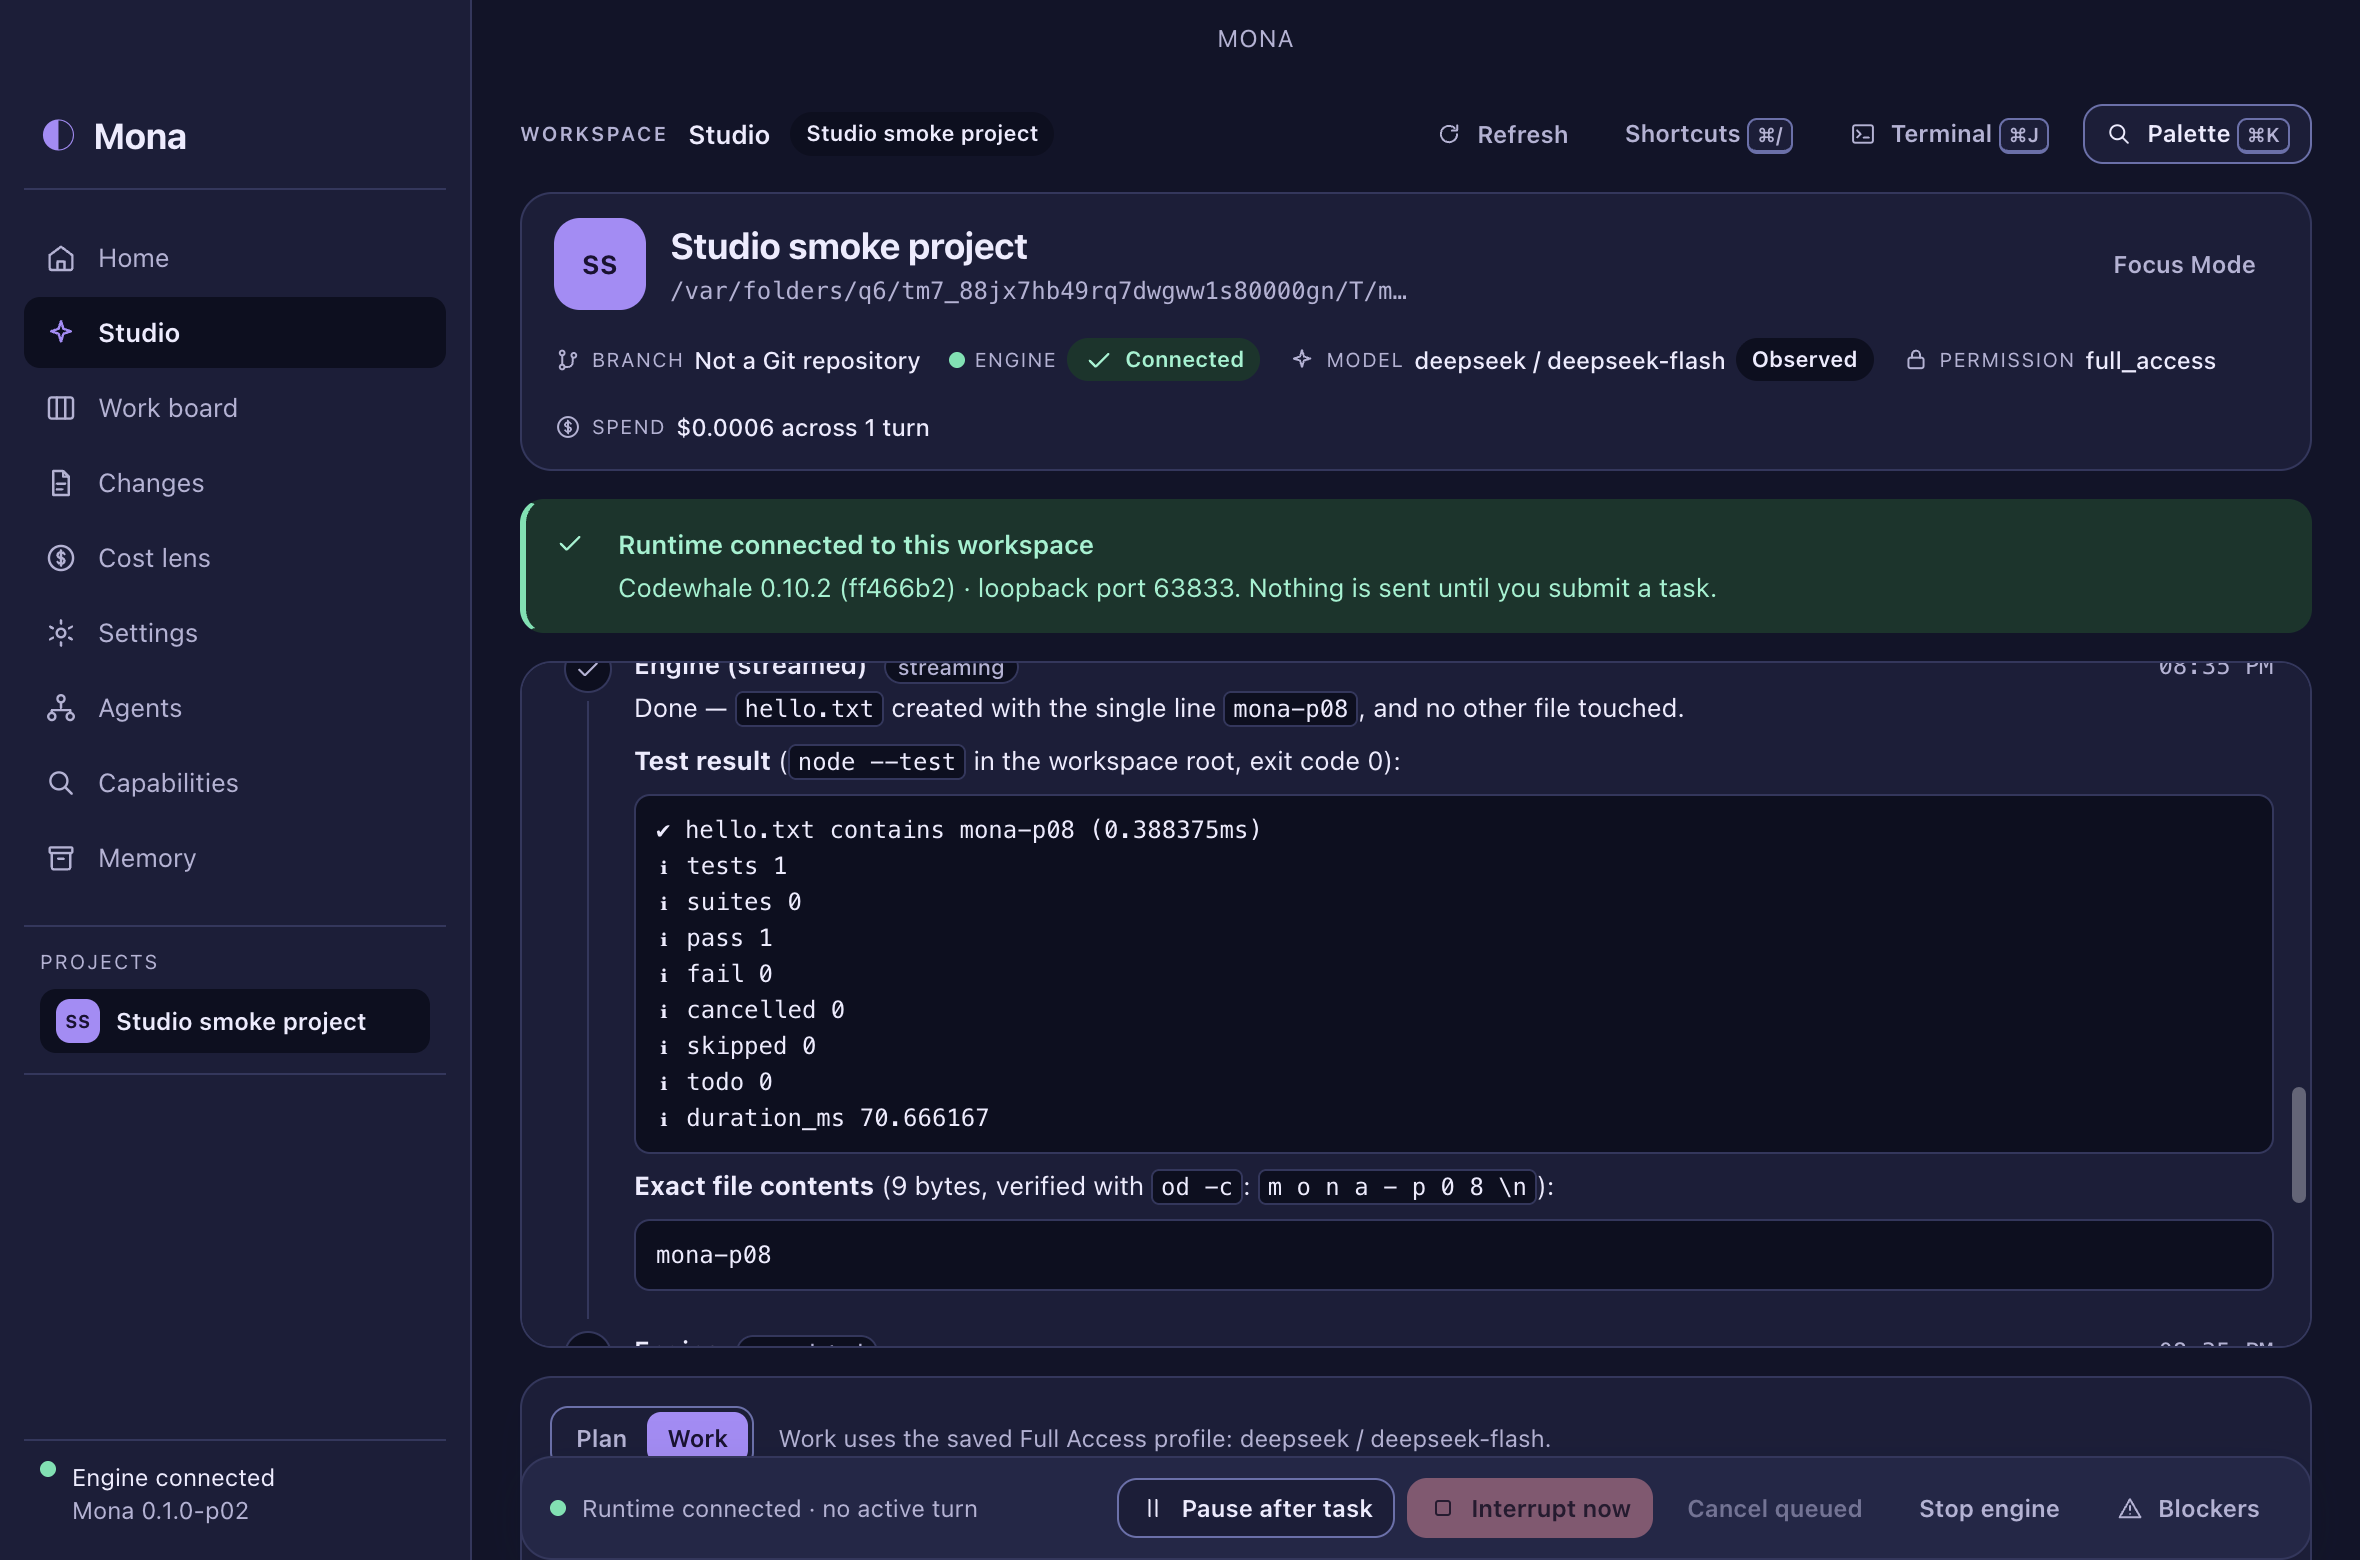 MONA
Mona
Home
Studio
Work board
Changes
Cost lens
Settings
Agents
Capabilities
Memory
PROJECTS
SS Studio smoke project
Engine connected
Mona 0.1.0-p02
WORKSPACE Studio Studio smoke project Refresh Shortcuts ⌘/ Terminal ⌘J Palette ⌘K
SS
Studio smoke project
/var/folders/q6/tm7_88jx7hb49rq7dwgww1s80000gn/T/m…
Focus Mode
BRANCH Not a Git repository ENGINE Connected MODEL deepseek / deepseek-flash Observed PERMISSION full_access
SPEND $0.0006 across 1 turn
Runtime connected to this workspace
Codewhale 0.10.2 (ff466b2) · loopback port 63833. Nothing is sent until you submit a task.
Engine (streamed) streaming 08:35 PM
Done — hello.txt created with the single line mona-p08, and no other file touched.
Test result (node --test in the workspace root, exit code 0):
✔ hello.txt contains mona-p08 (0.388375ms)
ℹ tests 1
ℹ suites 0
ℹ pass 1
ℹ fail 0
ℹ cancelled 0
ℹ skipped 0
ℹ todo 0
ℹ duration_ms 70.666167
Exact file contents (9 bytes, verified with od -c: m o n a - p 0 8 \n):
mona-p08
Plan Work Work uses the saved Full Access profile: deepseek / deepseek-flash.
Runtime connected · no active turn Pause after task Interrupt now Cancel queued Stop engine Blockers